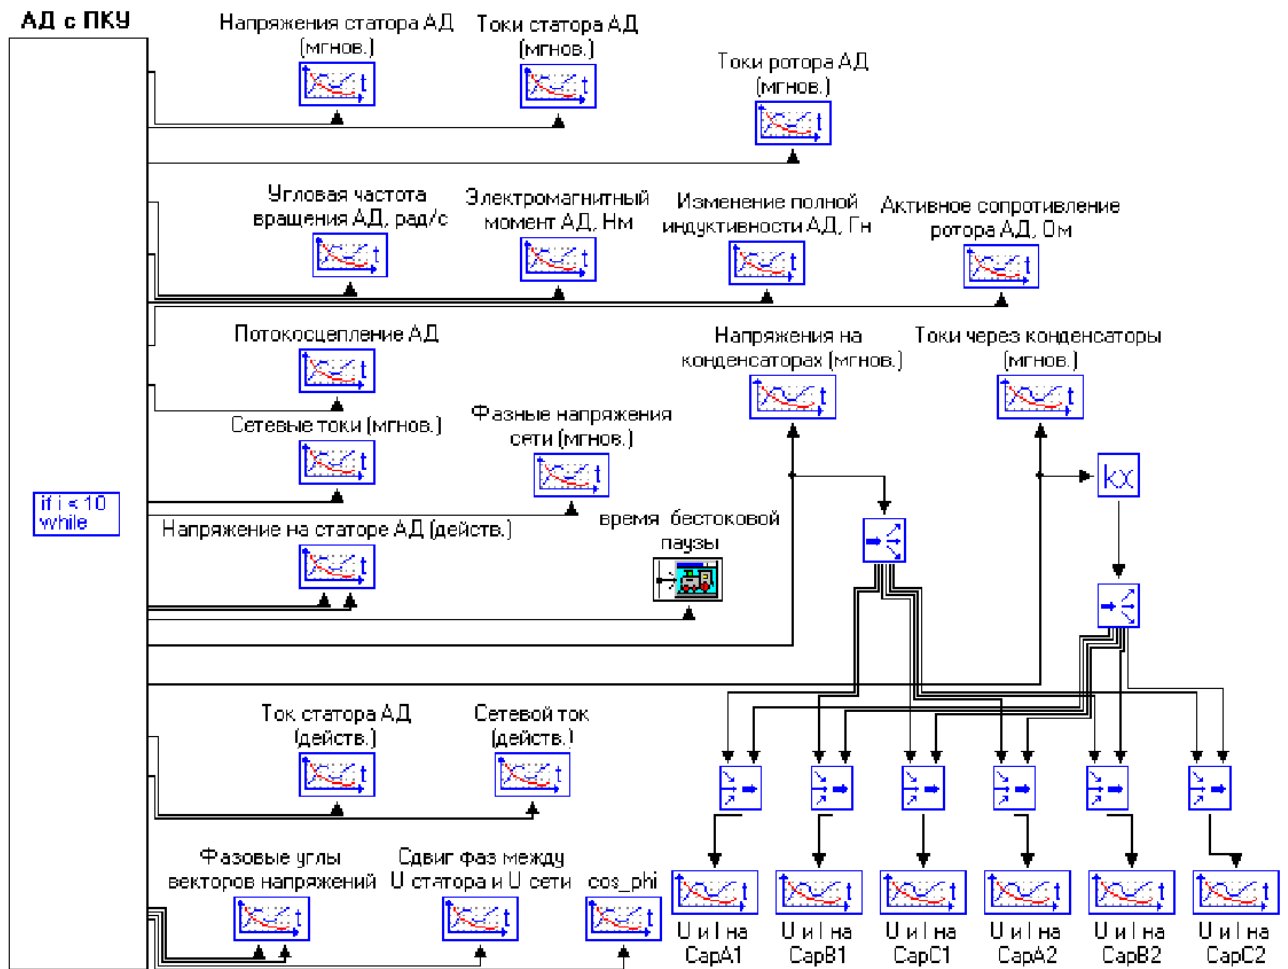 АД с ПКУ
Напряжения статора АД
(мгнов.)
Токи статора АД
(мгнов.)
Токи ротора АД
(мгнов.)
t
t
t
Угловая частота
вращения АД, рад/с
Электромагнитный
момент АД, Нм
Изменение полной
индуктивности АД, Гн
Активное сопротивление
ротора АД, Ом
t
t
t
t
Потокосцепление АД
t
Напряжения на
конденсаторах (мгнов.)
t
Токи через конденсаторы
(мгнов.)
t
Сетевые токи (мгнов.)
t
Фазные напряжения
сети (мгнов.)
t
kx
if i < 10
while
Напряжение на статоре АД (действ.)
t
время бестоковой
паузы
Ток статора АД
(действ.)
t
Сетевой ток
(действ.)
t
Фазовые углы
векторов напряжений
t
Сдвиг фаз между
U статора и U сети
t
cos_phi
t
t
t
t
t
t
t
U и I на
CapA1
U и I на
CapB1
U и I на
CapC1
U и I на
CapA2
U и I на
CapB2
U и I на
CapC2